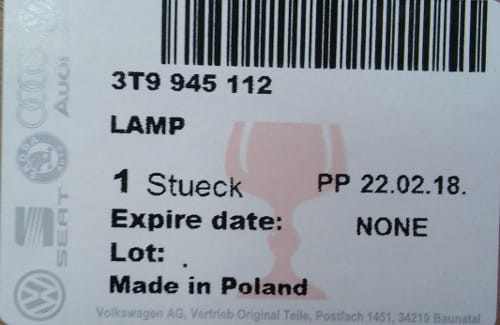 3T9 945 112
LAMP
1 Stueck PP 22.02.18.
Expire date: NONE
Lot: .
Made in Poland
Volkswagen AG, Vertrieb Original Teile, Postfach 1451, 34219 Baunatal
Audi
SKODA
SEAT